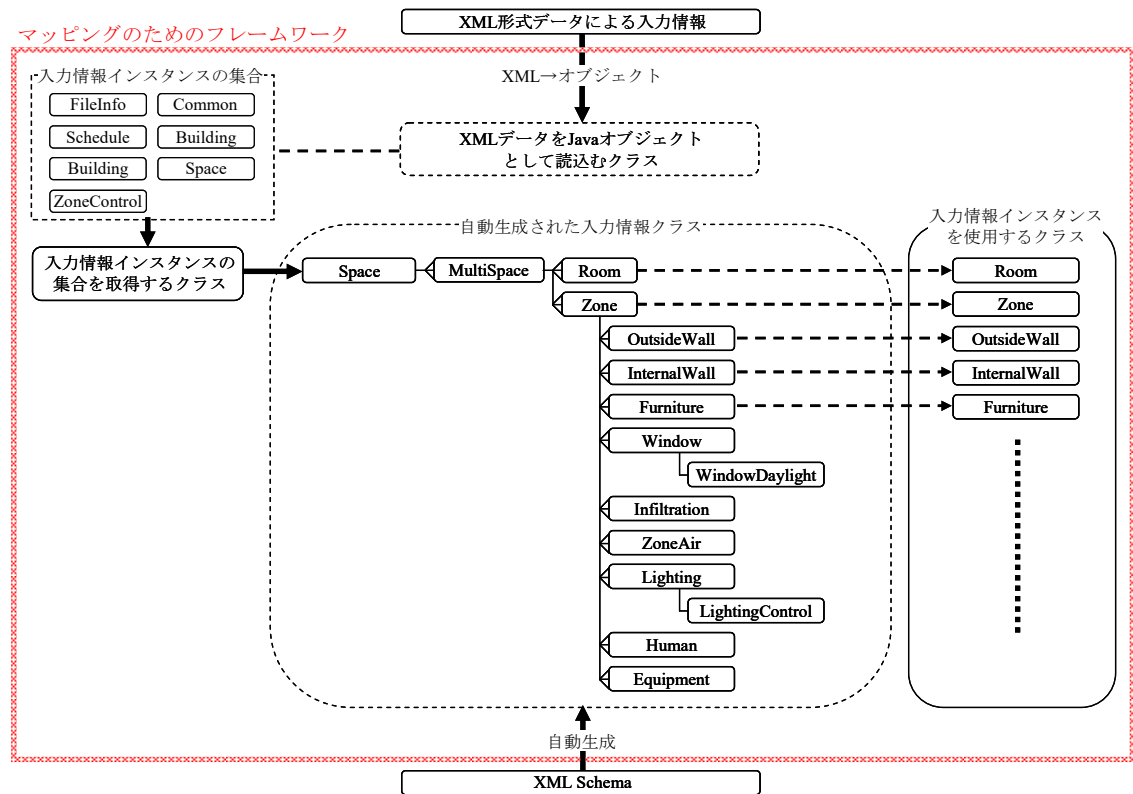 XML形式データによる入力情報
マッピングのためのフレームワーク
XML→オブジェクト
入力情報インスタンスの集合
FileInfo
Common
Schedule
Building
Building
Space
ZoneControl
XMLデータをJavaオブジェクト
として読込むクラス
入力情報インスタンスの
集合を取得するクラス
自動生成された入力情報クラス
Space
MultiSpace
Room
Zone
OutsideWall
InternalWall
Furniture
Window
WindowDaylight
Infiltration
ZoneAir
Lighting
LightingControl
Human
Equipment
入力情報インスタンス
を使用するクラス
Room
Zone
OutsideWall
InternalWall
Furniture
自動生成
XML Schema